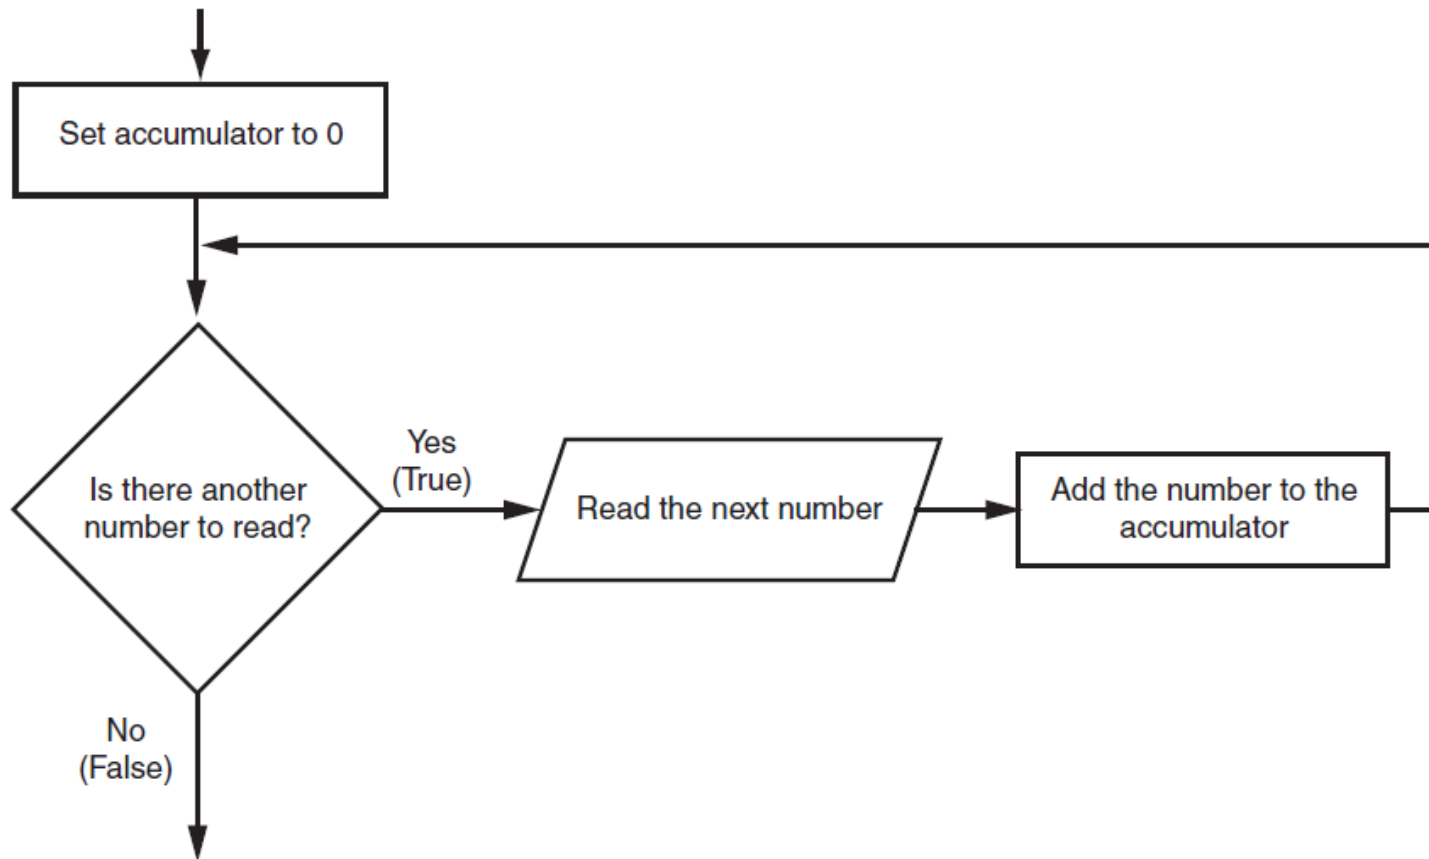 Set accumulator to 0
Is there another
number to read?
Yes
(True)
Read the next number
Add the number to the
accumulator
No
(False)